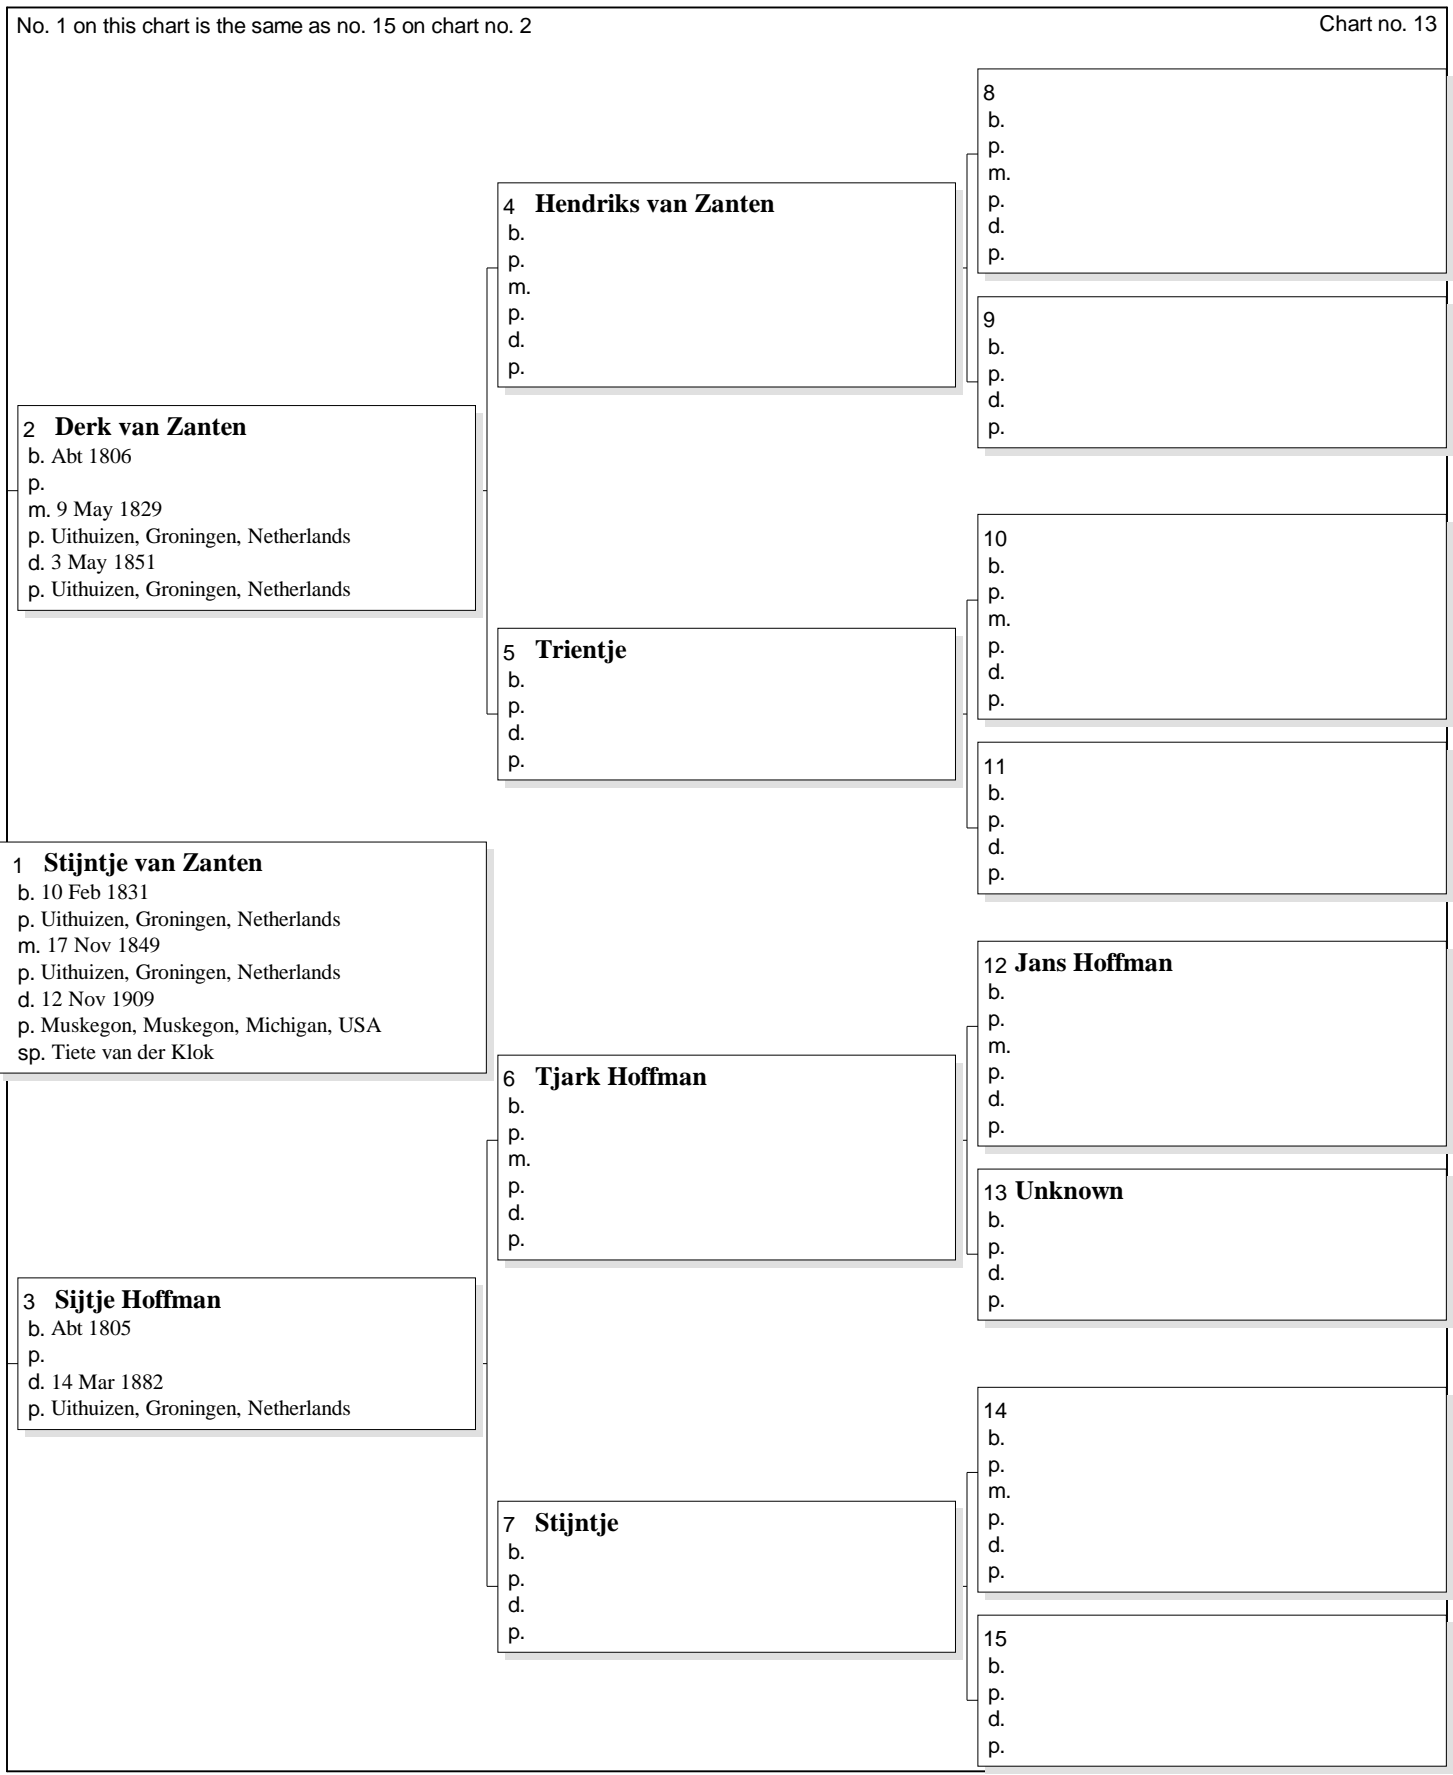 No. 1 on this chart is the same as no. 15 on chart no. 2
Chart no. 13
8
b.
p.
m.
p.
d.
p.
4 Hendriks van Zanten
b.
p.
m.
p.
d.
p.
9
b.
p.
d.
p.
2 Derk van Zanten
b. Abt 1806
p.
m. 9 May 1829
p. Uithuizen, Groningen, Netherlands
d. 3 May 1851
p. Uithuizen, Groningen, Netherlands
10
b.
p.
m.
p.
d.
p.
5 Trientje
b.
p.
d.
p.
11
b.
p.
d.
p.
1 Stijntje van Zanten
b. 10 Feb 1831
p. Uithuizen, Groningen, Netherlands
m. 17 Nov 1849
p. Uithuizen, Groningen, Netherlands
d. 12 Nov 1909
p. Muskegon, Muskegon, Michigan, USA
sp. Tiete van der Klok
12 Jans Hoffman
b.
p.
m.
p.
d.
p.
6 Tjark Hoffman
b.
p.
m.
p.
d.
p.
13 Unknown
b.
p.
d.
p.
3 Sijtje Hoffman
b. Abt 1805
p.
d. 14 Mar 1882
p. Uithuizen, Groningen, Netherlands
14
b.
p.
m.
p.
d.
p.
7 Stijntje
b.
p.
d.
p.
15
b.
p.
d.
p.